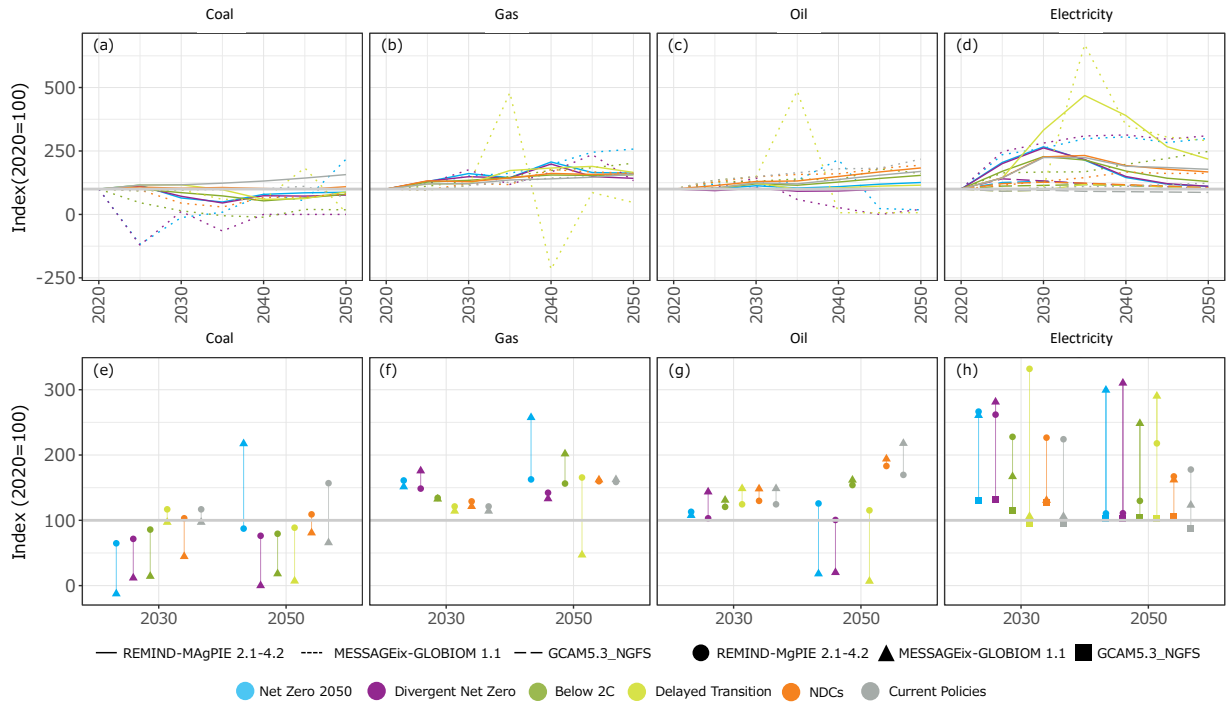 Coal Gas Oil Electricity
(a) (b) (c) (d)
Index(2020=100)
500
250
0
-250
2020 2030 2040 2050 2020 2030 2040 2050 2020 2030 2040 2050 2020 2030 2040 2050
Coal Gas Oil Electricity
(e) (f) (g) (h)
Index (2020=100)
300
200
100
0
2030 2050 2030 2050 2030 2050 2030 2050
REMIND-MAgPIE 2.1-4.2 MESSAGEix-GLOBIOM 1.1 GCAM5.3_NGFS REMIND-MgPIE 2.1-4.2 MESSAGEix-GLOBIOM 1.1 GCAM5.3_NGFS
Net Zero 2050 Divergent Net Zero Below 2C Delayed Transition NDCs Current Policies